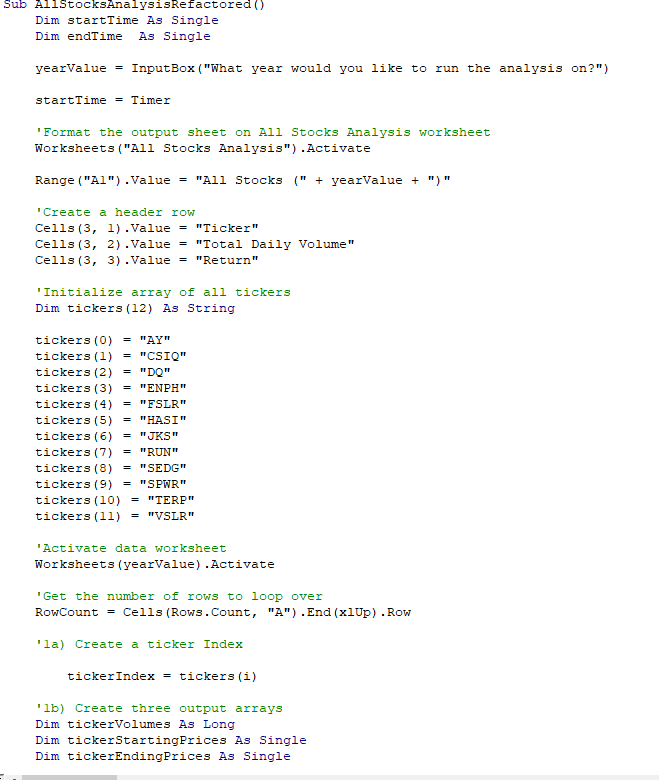 Sub AllStocksAnalysisRefactored()
Dim startTime As Single
Dim endTime  As Single
yearValue = InputBox("What year would you like to run the analysis on?")
startTime = Timer
'Format the output sheet on All Stocks Analysis worksheet
Worksheets("All Stocks Analysis").Activate
Range("A1").Value = "All Stocks (" + yearValue + ")"
'Create a header row
Cells(3, 1).Value = "Ticker"
Cells(3, 2).Value = "Total Daily Volume"
Cells(3, 3).Value = "Return"
'Initialize array of all tickers
Dim tickers(12) As String
tickers(0) = "AY"
tickers(1) = "CSIQ"
tickers(2) = "DQ"
tickers(3) = "ENPH"
tickers(4) = "FSLR"
tickers(5) = "HASI"
tickers(6) = "JKS"
tickers(7) = "RUN"
tickers(8) = "SEDG"
tickers(9) = "SPWR"
tickers(10) = "TERP"
tickers(11) = "VSLR"
'Activate data worksheet
Worksheets(yearValue).Activate
'Get the number of rows to loop over
RowCount = Cells(Rows.Count, "A").End(xlUp).Row
'1a) Create a ticker Index
tickerIndex = tickers(i)
'1b) Create three output arrays
Dim tickerVolumes As Long
Dim tickerStartingPrices As Single
Dim tickerEndingPrices As Single